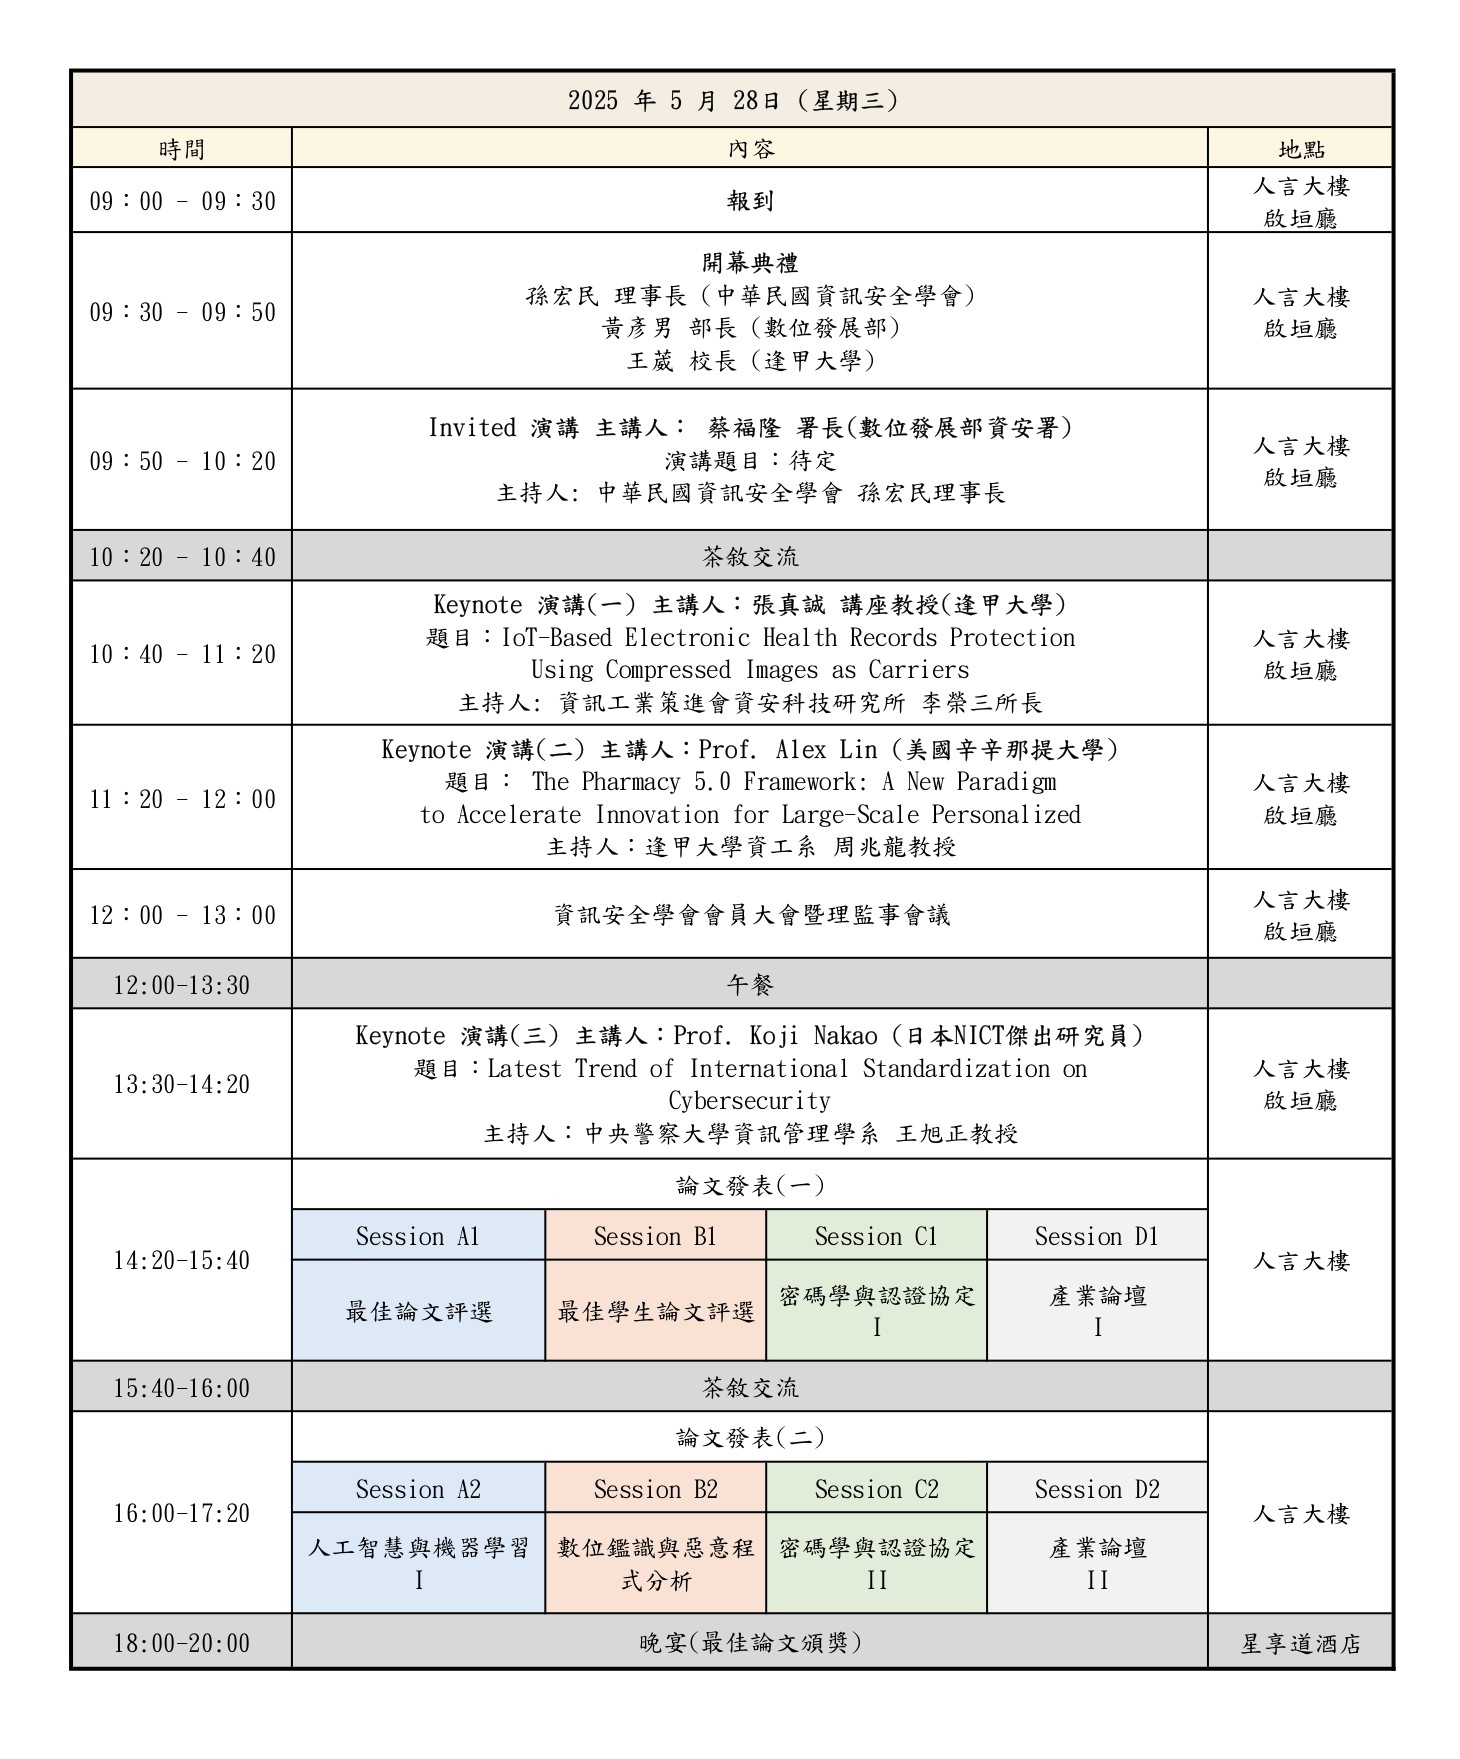 2025 年 5 月 28日 (星期三)
時間 內容 地點
09：00 - 09：30 報到 人言大樓
啟垣廳
09：30 - 09：50 開幕典禮
孫宏民 理事長 (中華民國資訊安全學會)
黃彥男 部長 (數位發展部)
王葳 校長 (逢甲大學)
人言大樓
啟垣廳
09：50 - 10：20 Invited 演講 主講人： 蔡福隆 署長(數位發展部資安署)
演講題目：待定
主持人: 中華民國資訊安全學會 孫宏民理事長
人言大樓
啟垣廳
10：20 - 10：40 茶敘交流
10：40 - 11：20 Keynote 演講(一) 主講人：張真誠 講座教授(逢甲大學)
題目：IoT-Based Electronic Health Records Protection
Using Compressed Images as Carriers
主持人: 資訊工業策進會資安科技研究所 李榮三所長
人言大樓
啟垣廳
11：20 - 12：00 Keynote 演講(二) 主講人：Prof. Alex Lin (美國辛辛那提大學)
題目： The Pharmacy 5.0 Framework: A New Paradigm
to Accelerate Innovation for Large-Scale Personalized
主持人：逢甲大學資工系 周兆龍教授
人言大樓
啟垣廳
12：00 - 13：00 資訊安全學會會員大會暨理監事會議 人言大樓
啟垣廳
12:00-13:30 午餐
13:30-14:20 Keynote 演講(三) 主講人：Prof. Koji Nakao (日本NICT傑出研究員)
題目：Latest Trend of International Standardization on
Cybersecurity
主持人：中央警察大學資訊管理學系 王旭正教授
人言大樓
啟垣廳
14:20-15:40 論文發表(一) 人言大樓
Session A1 Session B1 Session C1 Session D1
最佳論文評選 最佳學生論文評選 密碼學與認證協定
I
產業論壇
I
15:40-16:00 茶敘交流
16:00-17:20 論文發表(二) 人言大樓
Session A2 Session B2 Session C2 Session D2
人工智慧與機器學習
I
數位鑑識與惡意程
式分析
密碼學與認證協定
II
產業論壇
II
18:00-20:00 晚宴(最佳論文頒獎) 星享道酒店